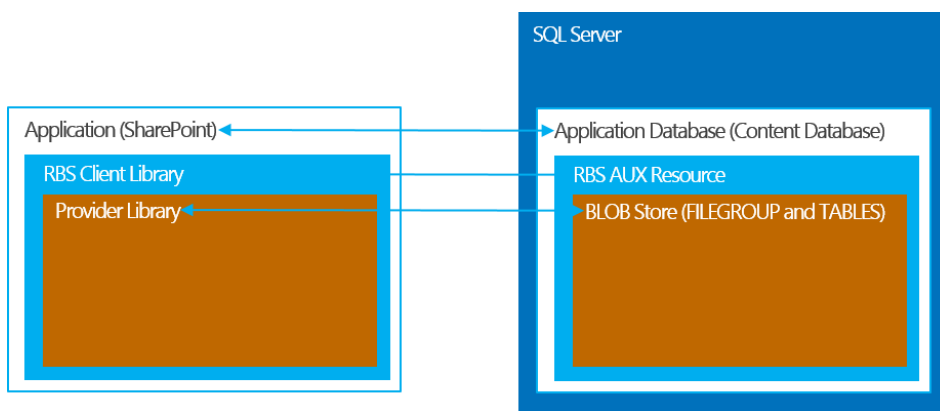 SQL Server
Application (SharePoint)
Application Database (Content Database)
RBS Client Library
RBS AUX Resource
Provider Library
BLOB Store (FILEGROUP and TABLES)